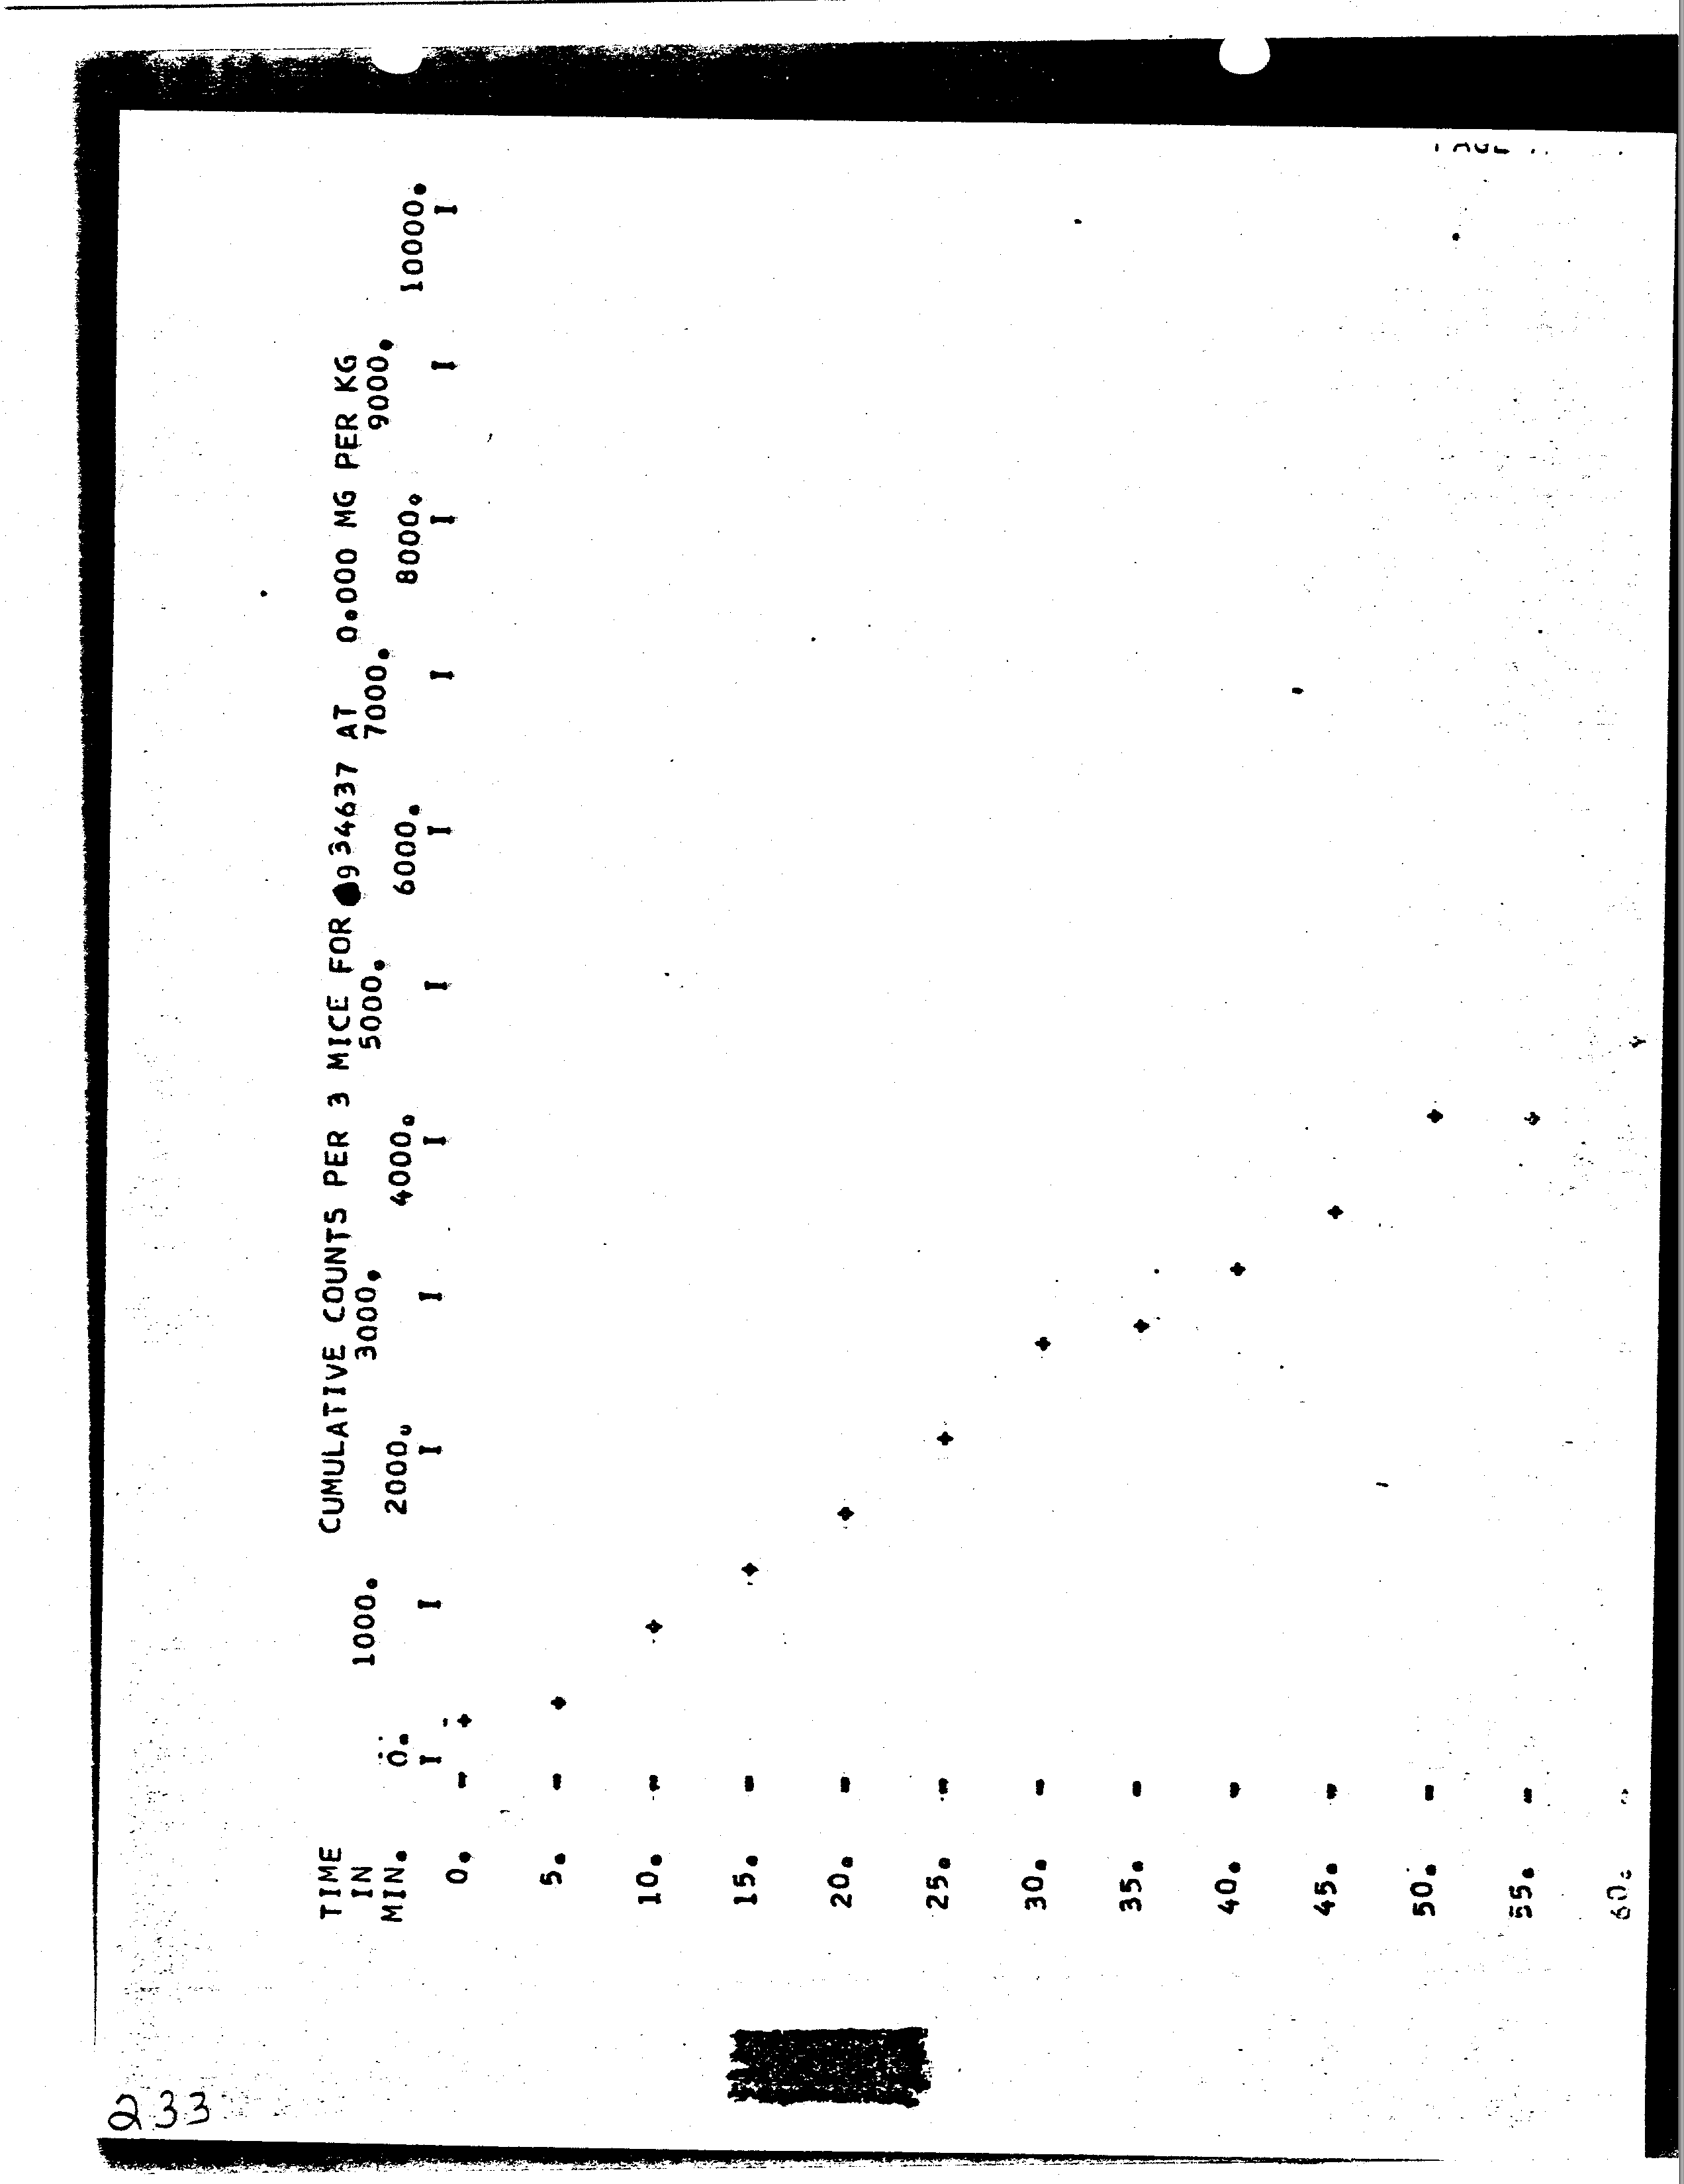 CUMULATIVE COUNTS PER 3 MICE FOR 934637 AT 0.000 MG PER KG
TIME
IN
MIN.
1000. 3000. 5000. 7000. 9000.
0. 2000. 4000. 6000. 8000. 10000.
I I I I I I I I I I I
0. - +
5. - +
10. - +
15. - +
20. - +
25. - +
30. - +
35. - +
40. - +
45. - +
50. - +
55. - +
60.
233